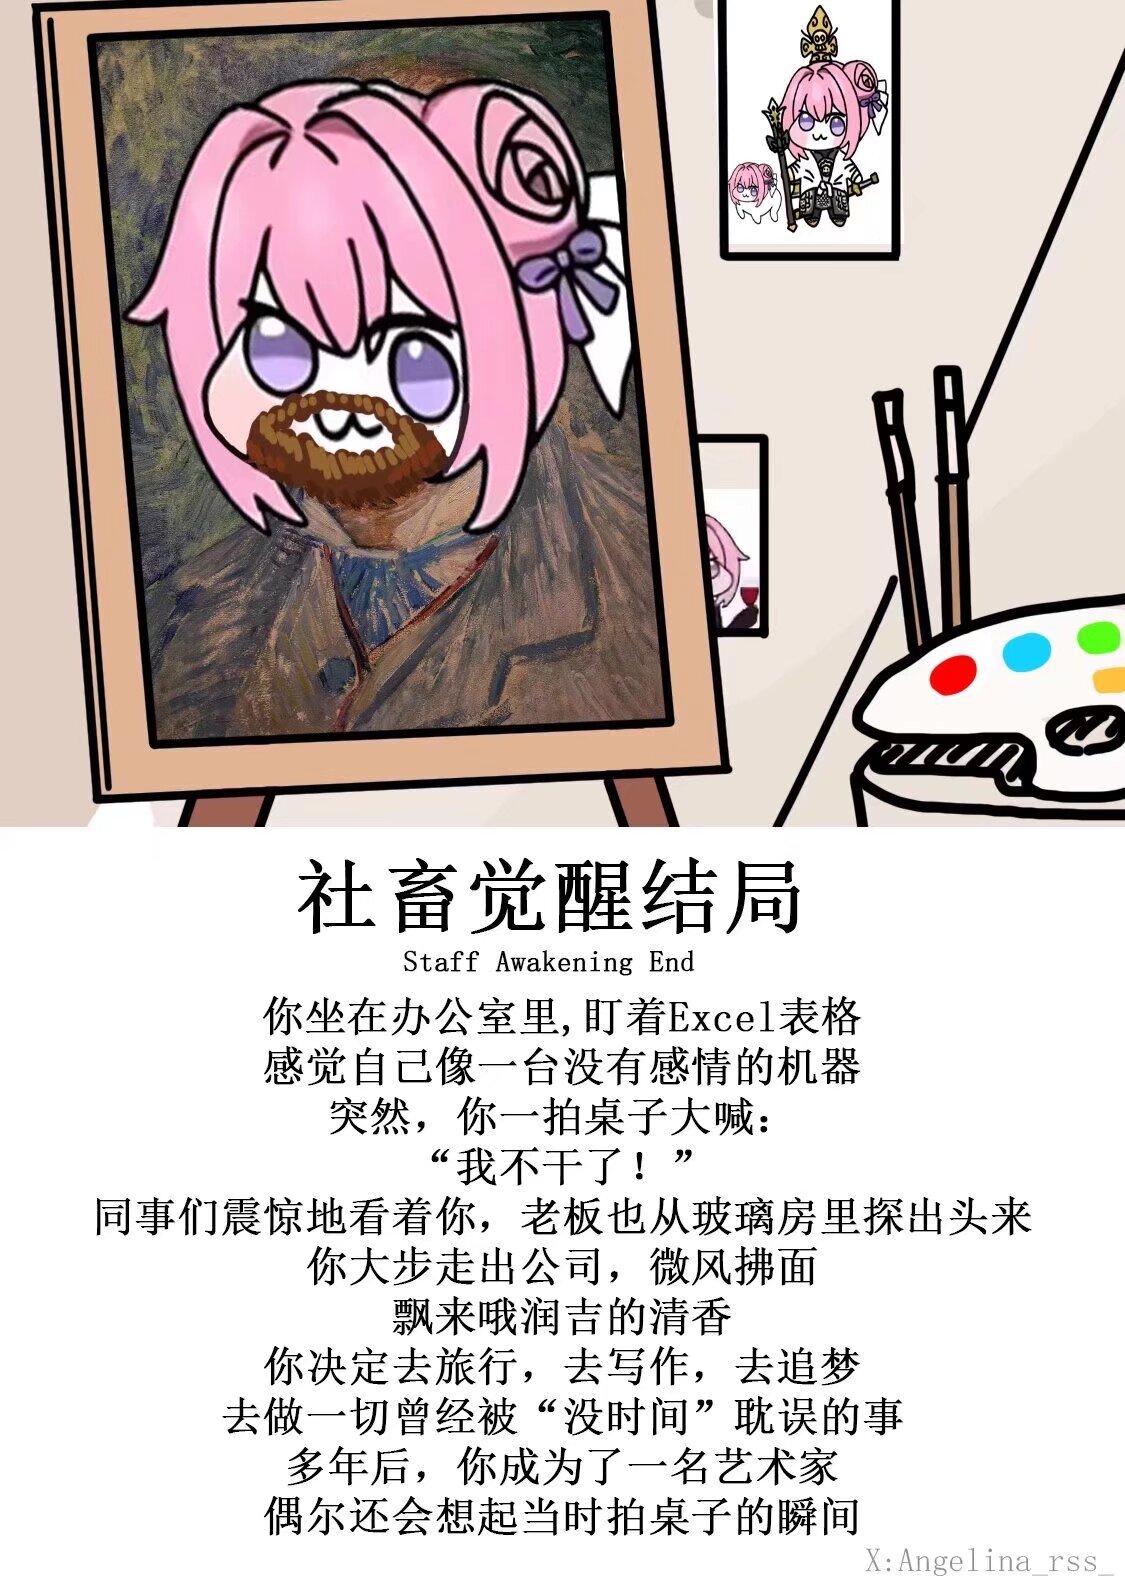 社畜觉醒结局
Staff Awakening End
你坐在办公室里,盯着Excel表格
感觉自己像一台没有感情的机器
突然，你一拍桌子大喊：
“我不干了！”
同事们震惊地看着你，老板也从玻璃房里探出头来
你大步走出公司，微风拂面
飘来哦润吉的清香
你决定去旅行，去写作，去追梦
去做一切曾经被“没时间”耽误的事
多年后，你成为了一名艺术家
偶尔还会想起当时拍桌子的瞬间
X:Angelina_rss_